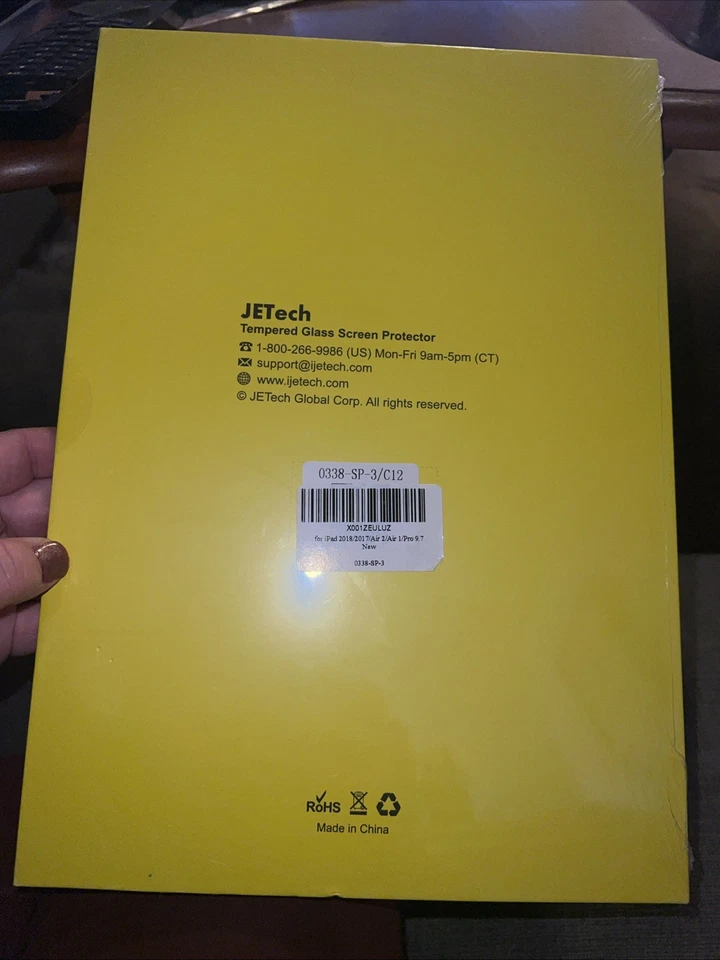 JETech
Tempered Glass Screen Protector
1-800-266-9986 (US) Mon-Fri 9am-5pm (CT)
support@ijetech.com
www.ijetech.com
© JETech Global Corp. All rights reserved.
0338-SP-3/C12
X001ZEULUZ
for iPad 2018/2017/Air 2/Air 1/Pro 9.7
New
0338-SP-3
RoHS
Made in China